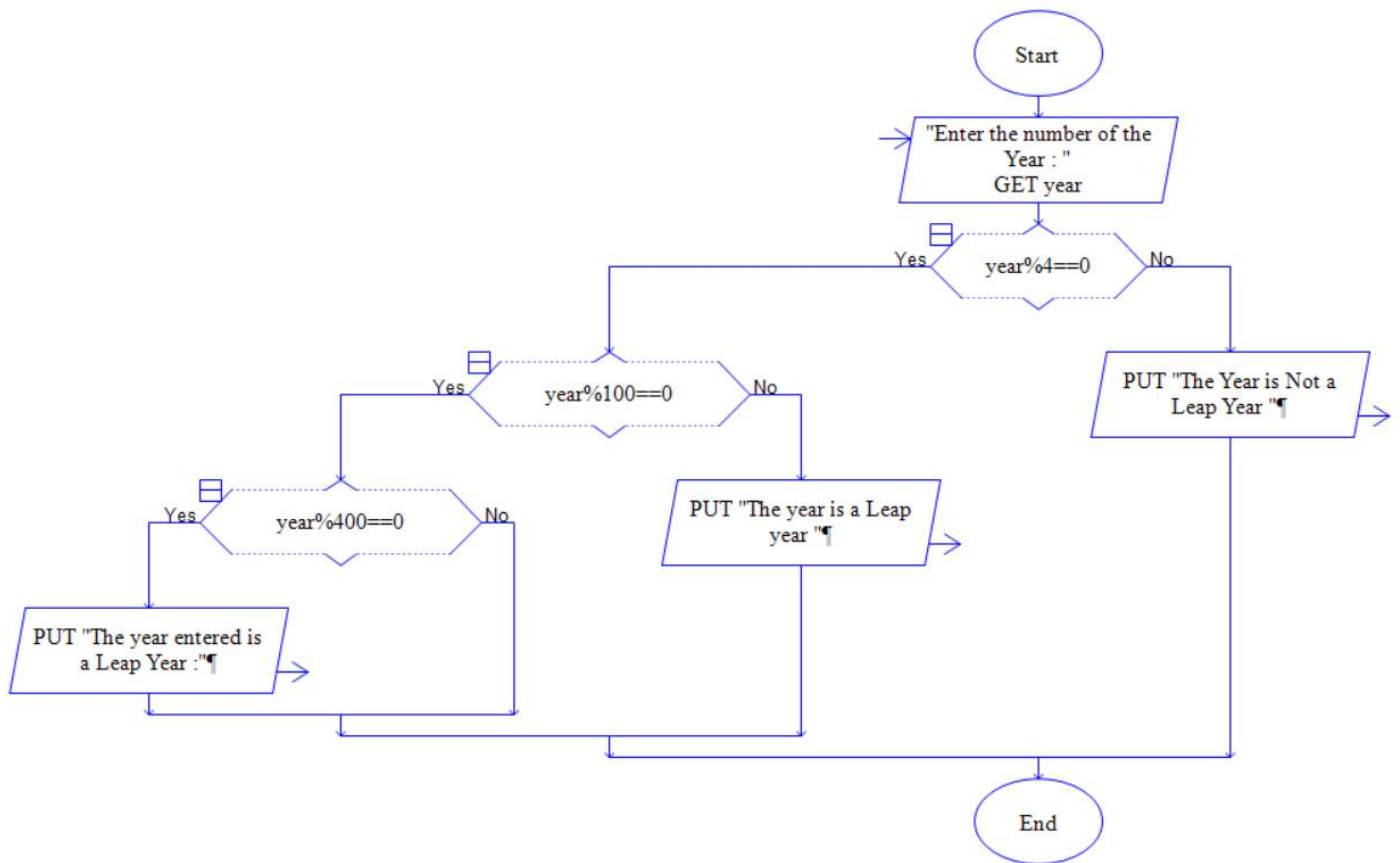 Start
"Enter the number of the
Year : "
GET year
Yes
year%4==0
No
Yes
year%100==0
No
PUT "The Year is Not a
Leap Year "¶
Yes
year%400==0
No
PUT "The year is a Leap
year "¶
PUT "The year entered is
a Leap Year :"¶
End